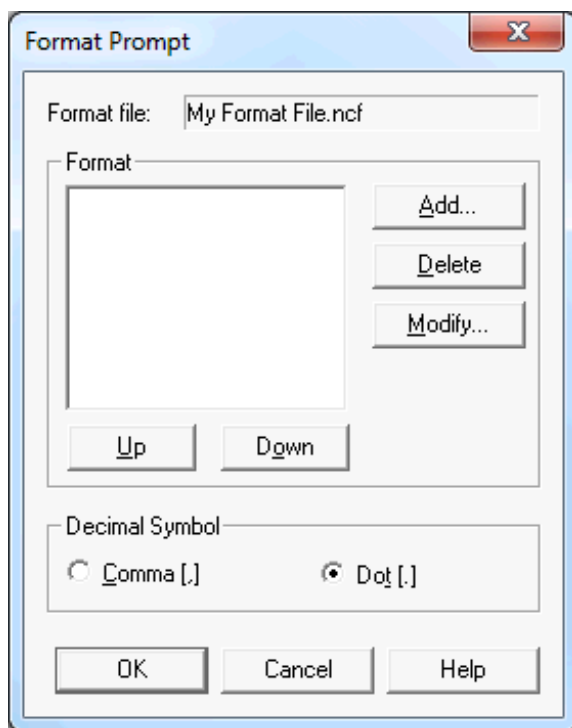 Format Prompt
Format file: My Format File.ncf
Format
Add...
Delete
Modify...
Up Down
Decimal Symbol
Comma [,] Dot [.]
OK Cancel Help